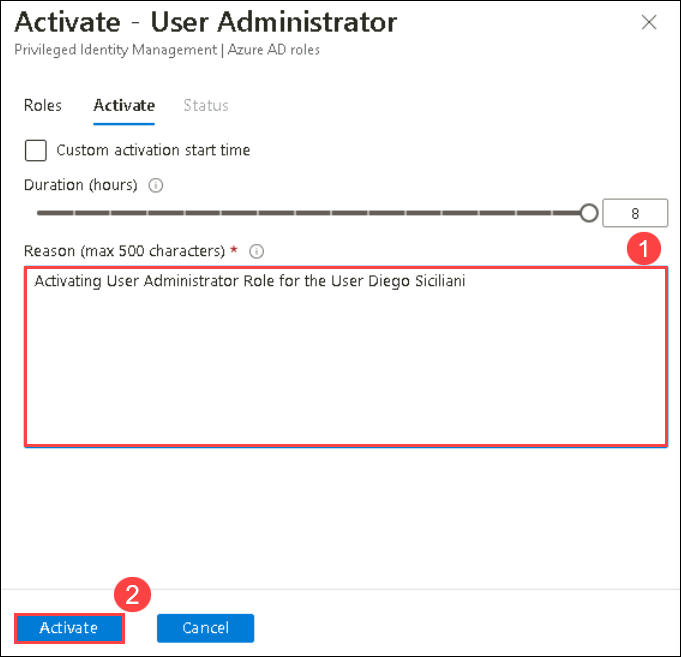 Activate - User Administrator
Privileged Identity Management | Azure AD roles
Roles Activate Status
Custom activation start time
Duration (hours)
8
1
Reason (max 500 characters) *
Activating User Administrator Role for the User Diego Siciliani
2
Activate Cancel